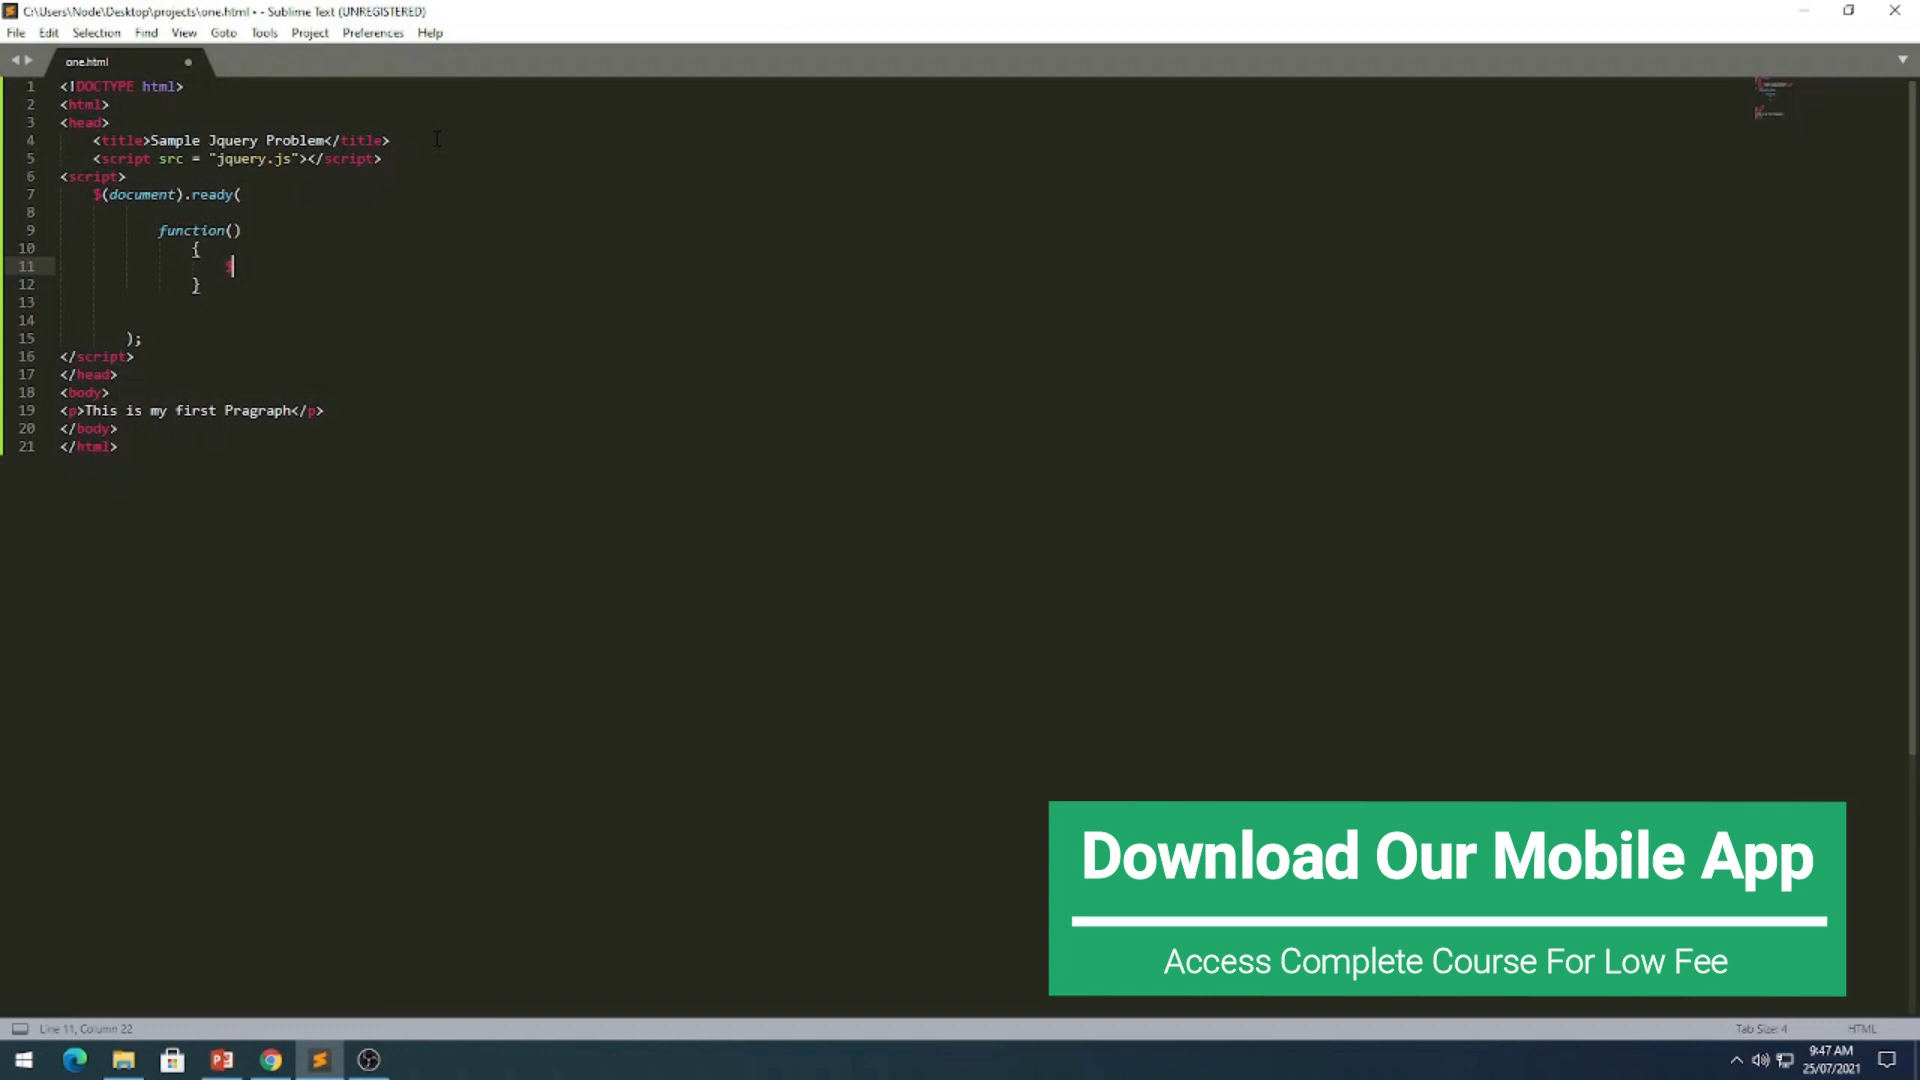 C:\Users\Node\Desktop\projects\one.html • - Sublime Text (UNREGISTERED)
File Edit Selection Find View Goto Tools Project Preferences Help
one.html
1 <!DOCTYPE html>
2 <html>
3 <head>
4 <title>Sample Jquery Problem</title>
5 <script src = "jquery.js"></script>
6 <script>
7 $(document).ready(
8
9 function()
10 {
11 $
12 }
13
14
15 );
16 </script>
17 </head>
18 <body>
19 <p>This is my first Pragraph</p>
20 </body>
21 </html>
Download Our Mobile App
Access Complete Course For Low Fee
Line 11, Column 22
Tab Size: 4 HTML
9:47 AM
25/07/2021